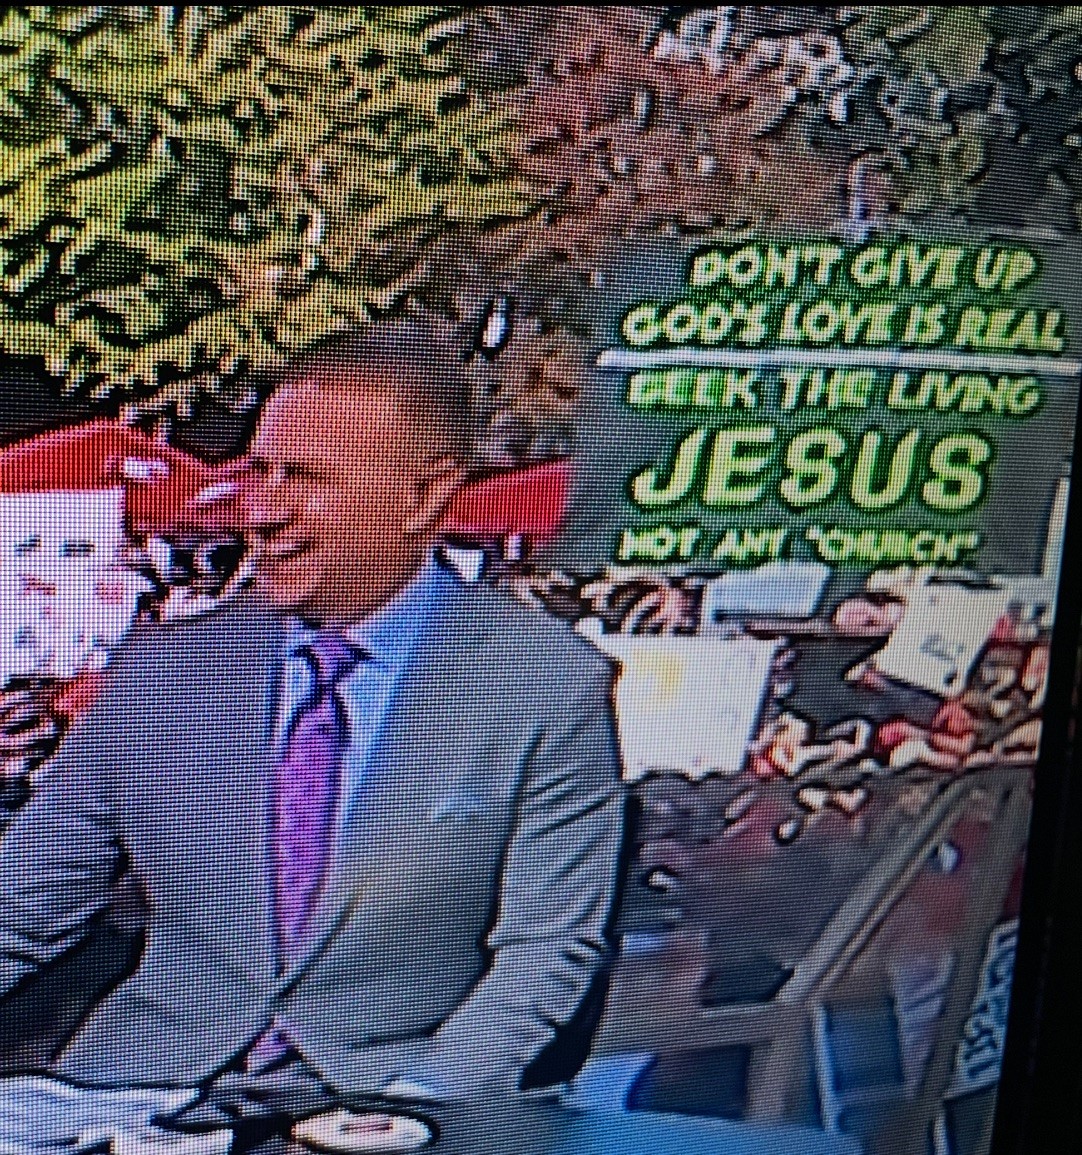 DON'T GIVE UP
GOD'S LOVE IS REAL
SEEK THE LIVING
JESUS
NOT ANY "CHURCH"